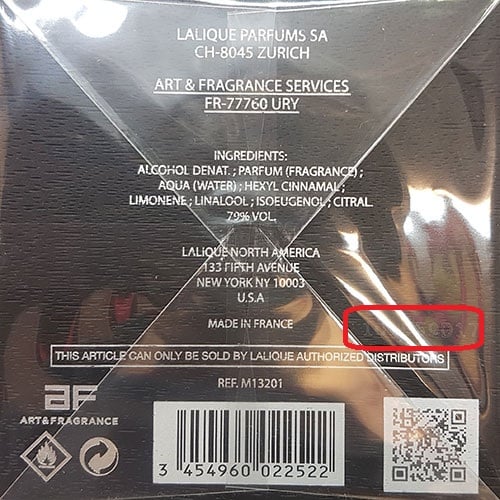 LALIQUE PARFUMS SA
CH-8045 ZURICH
ART & FRAGRANCE SERVICES
FR-77760 URY
INGREDIENTS:
ALCOHOL DENAT. ; PARFUM (FRAGRANCE) ;
AQUA (WATER) ; HEXYL CINNAMAL ;
LIMONENE ; LINALOOL ; ISOEUGENOL ; CITRAL.
79% VOL.
LALIQUE NORTH AMERICA
133 FIFTH AVENUE
NEW YORK NY 10003
U.S.A
MADE IN FRANCE
THIS ARTICLE CAN ONLY BE SOLD BY LALIQUE AUTHORIZED DISTRIBUTORS
REF. M13201
AF
ART&FRAGRANCE
3 454960 022522